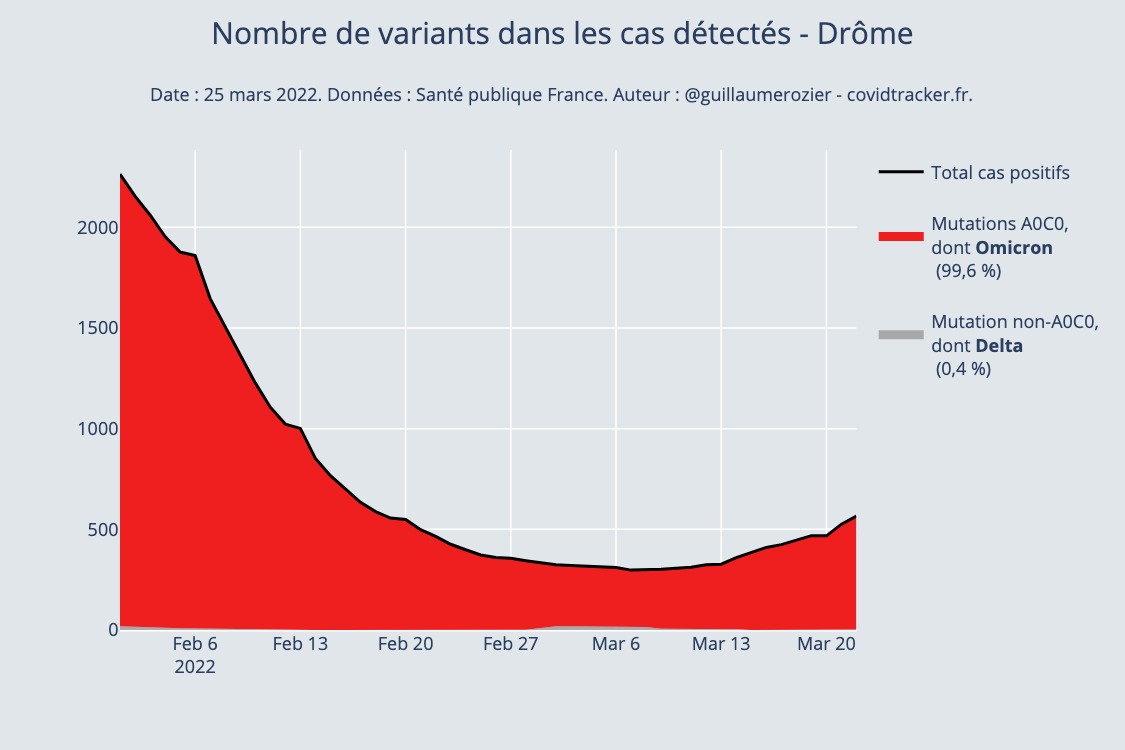 Nombre de variants dans les cas détectés - Drôme
Date : 25 mars 2022. Données : Santé publique France. Auteur : @guillaumerozier - covidtracker.fr.
Total cas positifs
Mutations A0C0,
dont Omicron
(99,6 %)
Mutation non-A0C0,
dont Delta
(0,4 %)
2000
1500
1000
500
0
Feb 6
2022
Feb 13
Feb 20
Feb 27
Mar 6
Mar 13
Mar 20